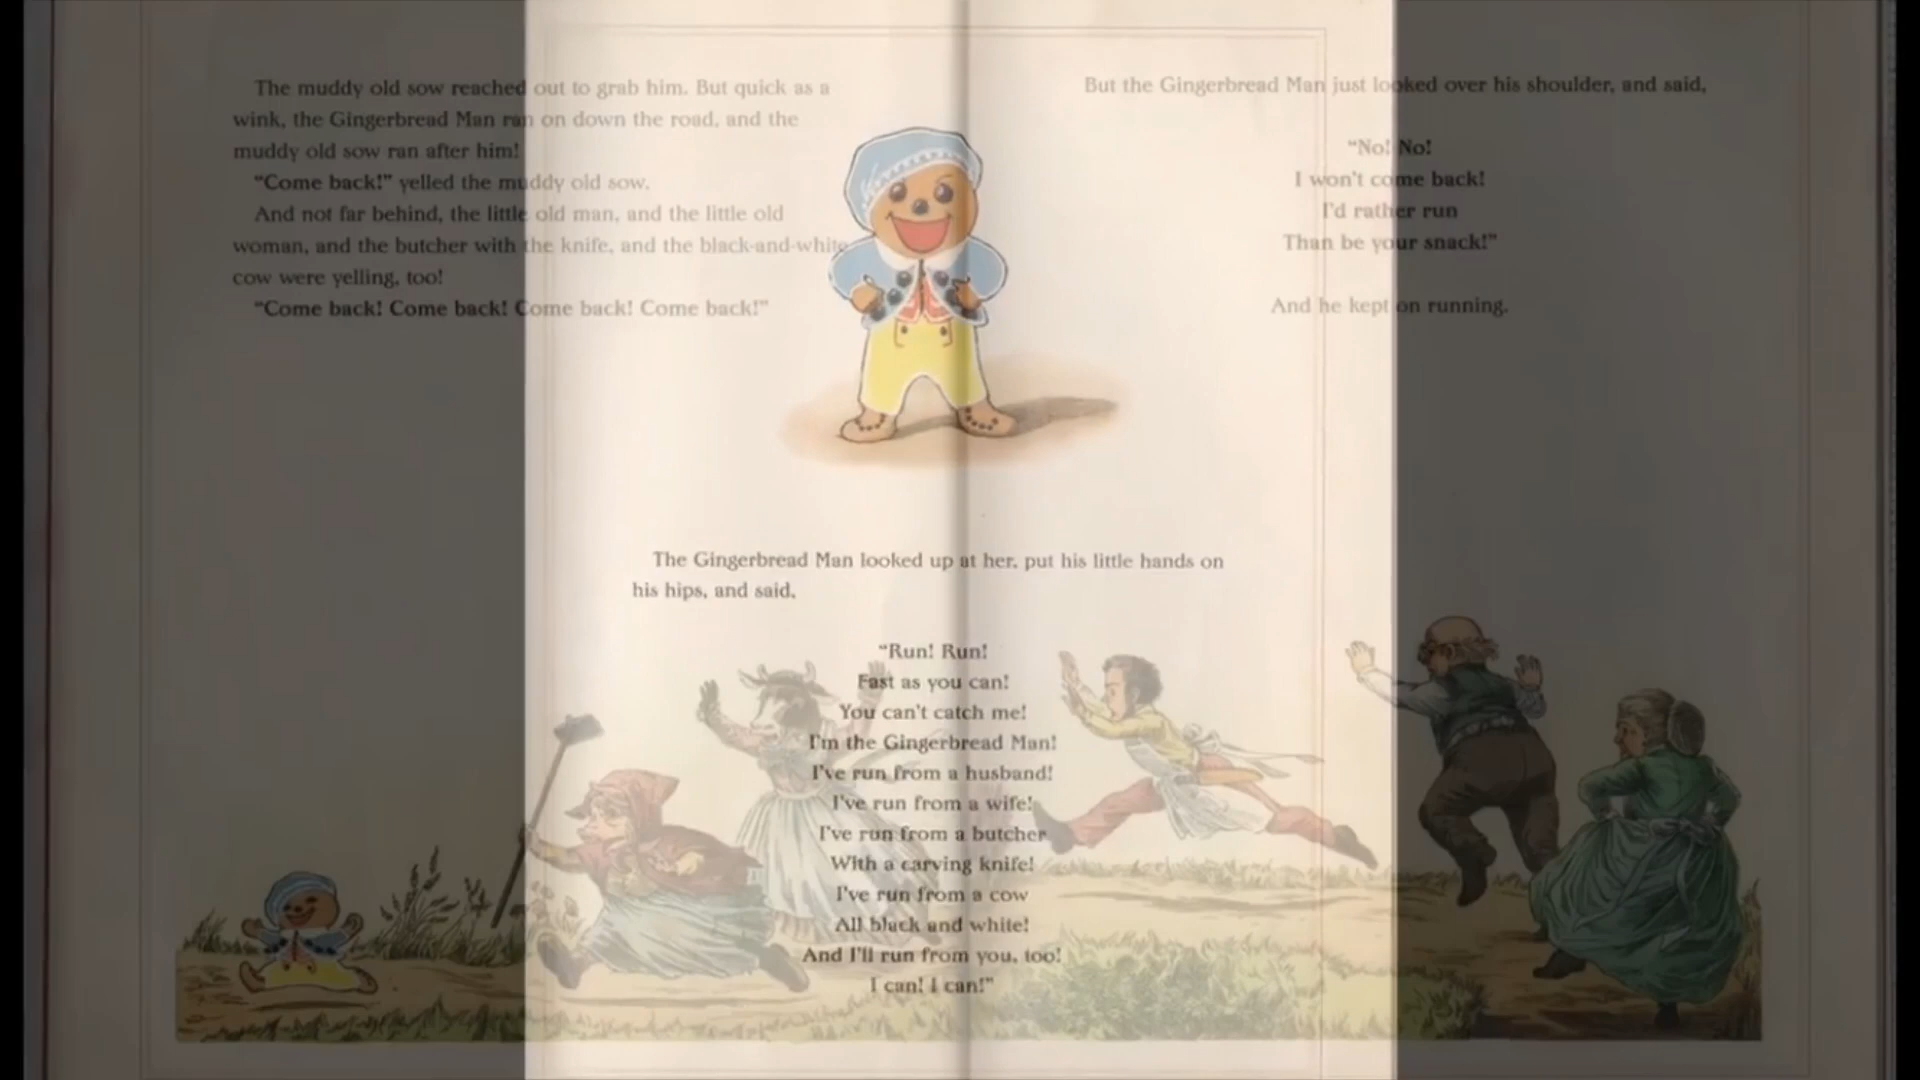 The muddy old sow reached out to grab him. But quick as a
wink, the Gingerbread Man ran on down the road, and the
muddy old sow ran after him!
“Come back!” yelled the muddy old sow.
And not far behind, the little old man, and the little old
woman, and the butcher with the knife, and the black-and-white
cow were yelling, too!
“Come back! Come back! Come back! Come back!”
But the Gingerbread Man just looked over his shoulder, and said,
“No! No!
I won't come back!
I'd rather run
Than be your snack!”
And he kept on running.
The Gingerbread Man looked up at her, put his little hands on
his hips, and said,
“Run! Run!
Fast as you can!
You can't catch me!
I'm the Gingerbread Man!
I've run from a husband!
I've run from a wife!
I've run from a butcher
With a carving knife!
I've run from a cow
All black and white!
And I'll run from you, too!
I can! I can!”